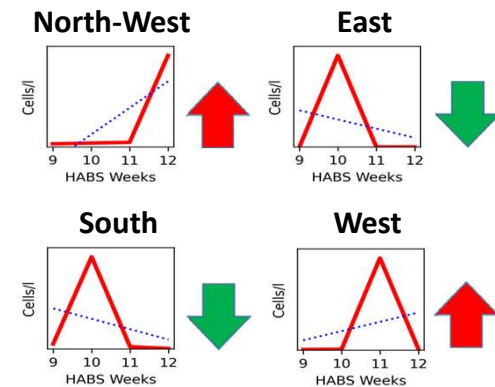 North-West
Cells/l
9 10 11 12
HABS Weeks
East
Cells/l
9 10 11 12
HABS Weeks
South
Cells/l
9 10 11 12
HABS Weeks
West
Cells/l
9 10 11 12
HABS Weeks